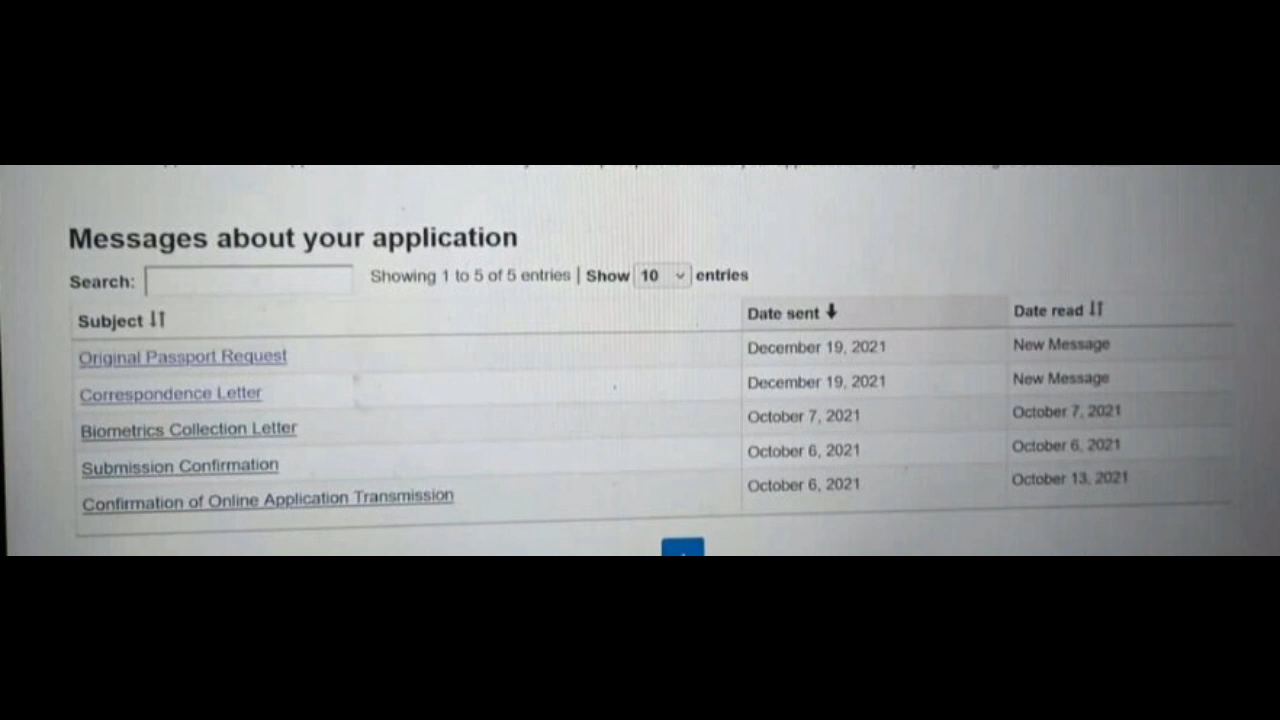 Messages about your application
Search: Showing 1 to 5 of 5 entries | Show 10 entries
Subject Date sent Date read
Original Passport Request December 19, 2021 New Message
Correspondence Letter December 19, 2021 New Message
Biometrics Collection Letter October 7, 2021 October 7, 2021
Submission Confirmation October 6, 2021 October 6, 2021
Confirmation of Online Application Transmission October 6, 2021 October 13, 2021